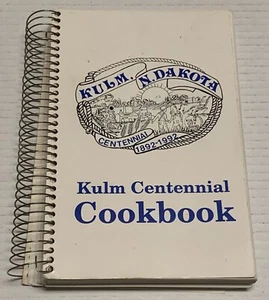 KULM, N. DAKOTA
CENTENNIAL
1892-1992
Kulm Centennial
Cookbook